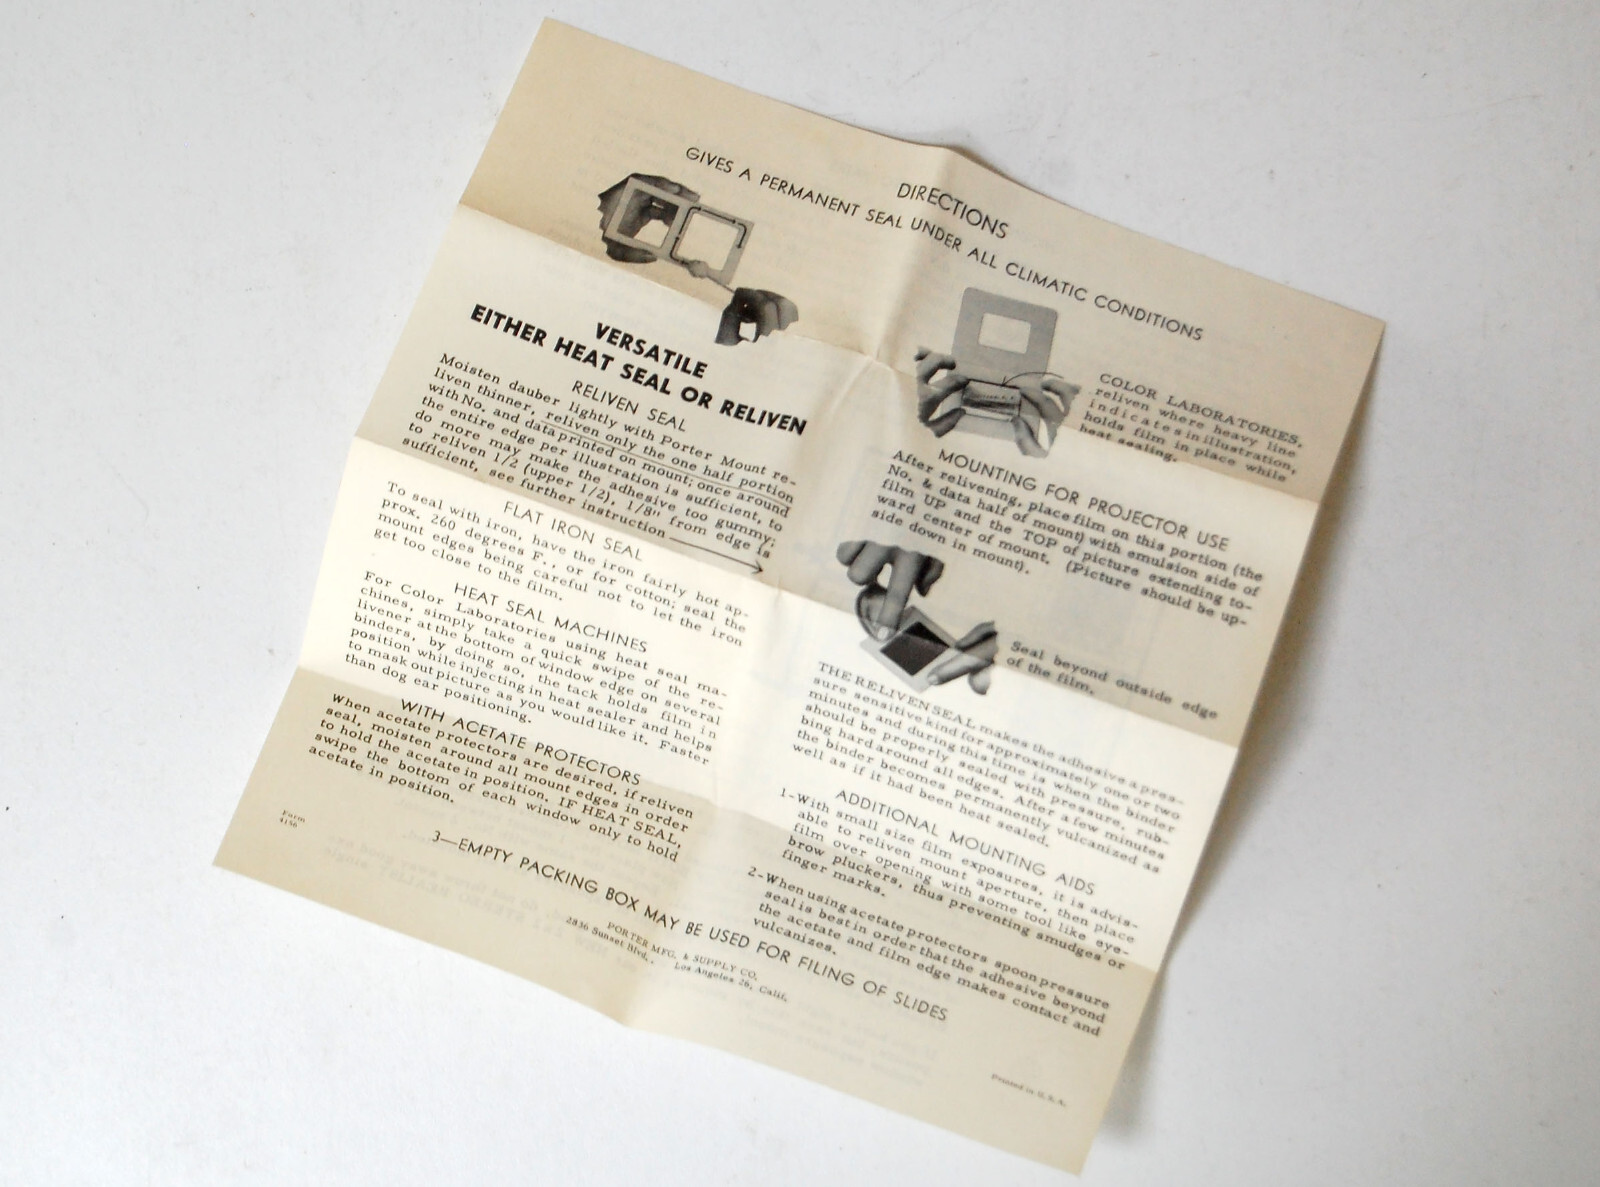 DIRECTIONS
GIVES A PERMANENT SEAL UNDER ALL CLIMATIC CONDITIONS
VERSATILE
EITHER HEAT SEAL OR RELIVEN
RELIVEN SEAL
Moisten dauber lightly with Porter Mount re-
liven thinner, reliven only the one half portion
with No. and data printed on mount; once around
the entire edge per illustration is sufficient, to
do more may make the adhesive too gummy;
to reliven 1/2 (upper 1/2), 1/8" from edge is
sufficient, see further instruction
FLAT IRON SEAL
To seal with iron, have the iron fairly hot ap-
prox. 260 degrees F., or for cotton; seal the
mount edges being careful not to let the iron
get too close to the film.
HEAT SEAL MACHINES
For Color Laboratories using heat seal ma-
chines, simply take a quick swipe of the re-
livener at the bottom of window edge on several
binders, by doing so, the tack holds film in
position while injecting in heat sealer and helps
to mask out picture as you would like it. Faster
than dog ear positioning.
WITH ACETATE PROTECTORS
When acetate protectors are desired, if reliven
seal, moisten around all mount edges in order
to hold the acetate in position. IF HEAT SEAL,
swipe the bottom of each window only to hold
acetate in position.
COLOR LABORATORIES,
reliven where heavy line
indicates in illustration,
holds film in place while
heat sealing.
MOUNTING FOR PROJECTOR USE
After relivening, place film on this portion (the
No. & data half of mount) with emulsion side of
film UP and the TOP of picture extending to-
ward center of mount. (Picture should be up-
side down in mount).
Seal beyond outside edge
of the film.
THE RELIVEN SEAL makes the adhesive a pres-
sure sensitive kind for approximately one or two
minutes and during this time is when the binder
should be properly sealed with pressure, rub-
bing hard around all edges. After a few minutes
the binder becomes permanently vulcanized as
well as if it had been heat sealed.
ADDITIONAL MOUNTING AIDS
1-With small size film exposures, it is advis-
able to reliven mount aperture, then place
film over opening with some tool like eye-
brow pluckers, thus preventing smudges or
finger marks.
2-When using acetate protectors spoon pressure
seal is best in order that the adhesive beyond
the acetate and film edge makes contact and
vulcanizes.
3—EMPTY PACKING BOX MAY BE USED FOR FILING OF SLIDES
PORTER MFG. & SUPPLY CO.
2836 Sunset Blvd., Los Angeles 26, Calif.
Form
4156
Printed in U.S.A.